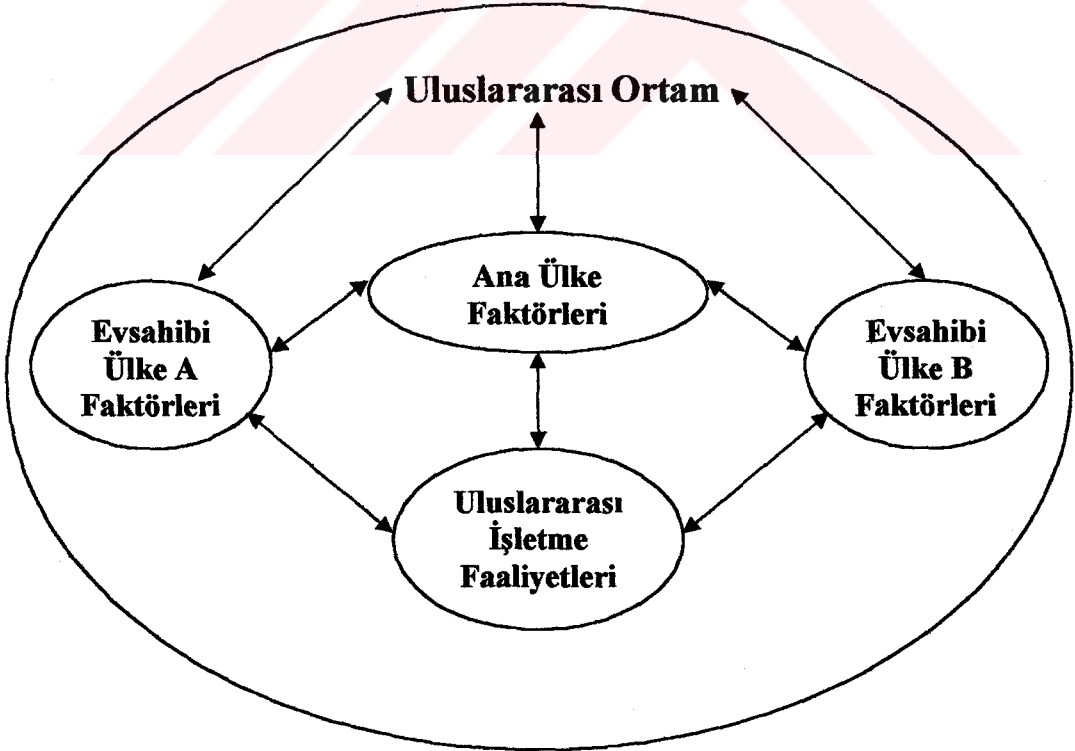 Uluslararası Ortam
Ana Ülke
Faktörleri
Evsahibi
Ülke A
Faktörleri
Evsahibi
Ülke B
Faktörleri
Uluslararası
İşletme
Faaliyetleri